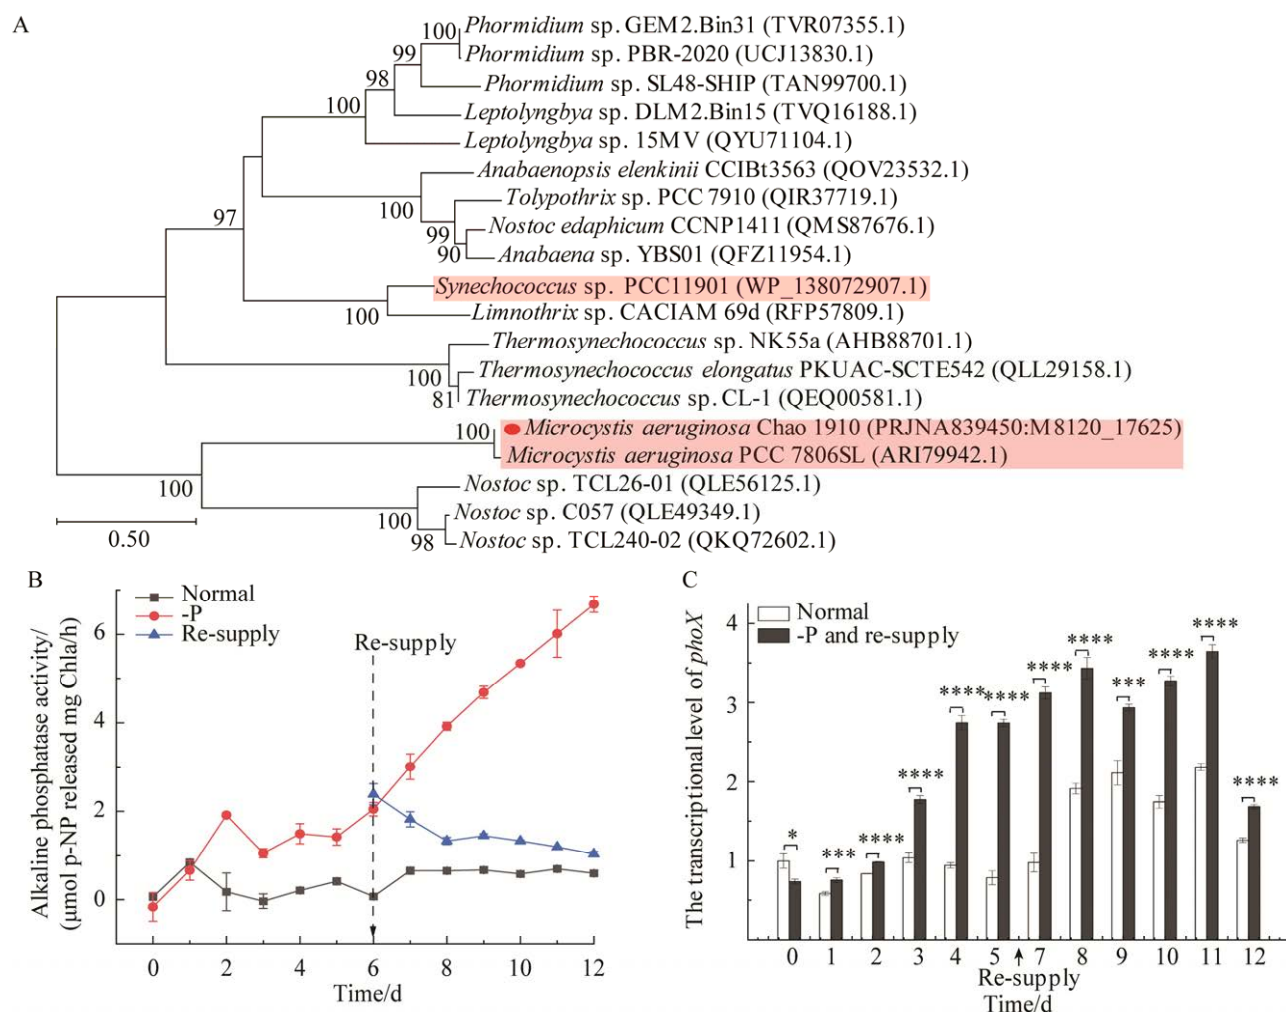 A
Phormidium sp. GEM2.Bin31 (TVR07355.1)
Phormidium sp. PBR-2020 (UCJ13830.1)
Phormidium sp. SL48-SHIP (TAN99700.1)
Leptolyngbya sp. DLM2.Bin15 (TVQ16188.1)
Leptolyngbya sp. 15MV (QYU71104.1)
Anabaenopsis elenkinii CCIBt3563 (QOV23532.1)
Tolypothrix sp. PCC 7910 (QIR37719.1)
Nostoc edaphicum CCNP1411 (QMS87676.1)
Anabaena sp. YBS01 (QFZ11954.1)
Synechococcus sp. PCC11901 (WP_138072907.1)
Limnothrix sp. CACIAM 69d (RFP57809.1)
Thermosynechococcus sp. NK55a (AHB88701.1)
Thermosynechococcus elongatus PKUAC-SCTE542 (QLL29158.1)
Thermosynechococcus sp. CL-1 (QEQ00581.1)
Microcystis aeruginosa Chao 1910 (PRJNA839450:M8120_17625)
Microcystis aeruginosa PCC 7806SL (ARI79942.1)
Nostoc sp. TCL26-01 (QLE56125.1)
Nostoc sp. C057 (QLE49349.1)
Nostoc sp. TCL240-02 (QKQ72602.1)
100
99
98
100
100
99
90
97
100
100
81
100
100
100
98
0.50
B
Normal
-P
Re-supply
Re-supply
Alkaline phosphatase activity/
(μmol p-NP released mg Chla/h)
6
4
2
0
0 2 4 6 8 10 12
Time/d
C
Normal
-P and re-supply
The transcriptional level of phoX
4
3
2
1
* *** **** **** **** **** **** **** *** **** **** ****
0 1 2 3 4 5 7 8 9 10 11 12
Re-supply
Time/d